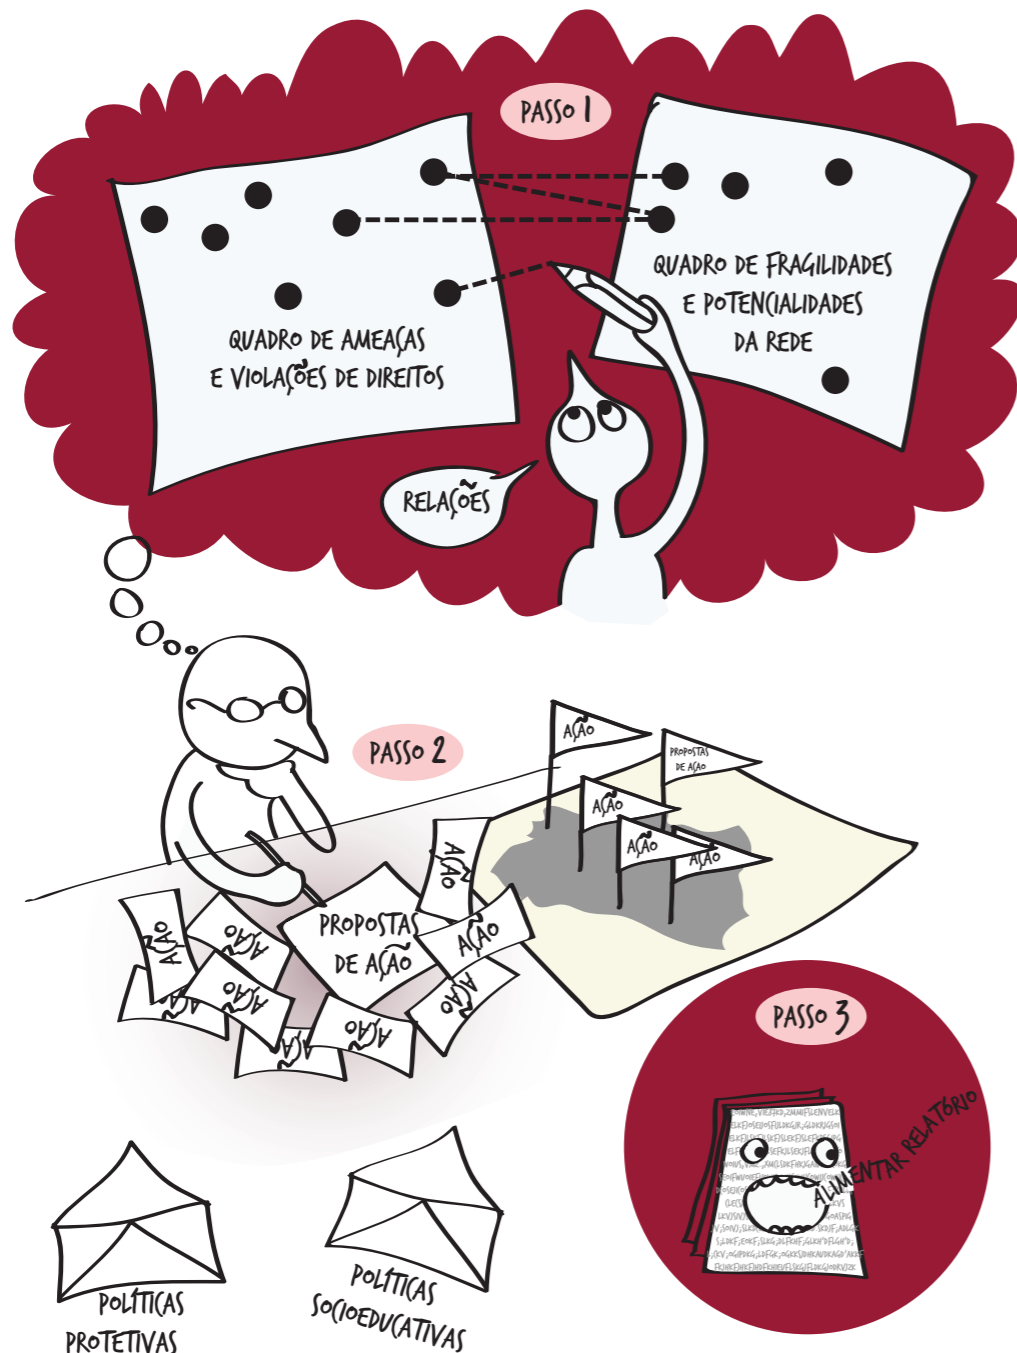 PASSO 1
QUADRO DE AMEAÇAS
E VIOLAÇÕES DE DIREITOS
QUADRO DE FRAGILIDADES
E POTENCIALIDADES
DA REDE
RELAÇÕES
PASSO 2
AÇÃO
PROPOSTAS
DE AÇÃO
AÇÃO
AÇÃO
AÇÃO
AÇÃO
PROPOSTAS
DE AÇÃO
AÇÃO
AÇÃO
AÇÃO
AÇÃO
AÇÃO
AÇÃO
AÇÃO
AÇÃO
PASSO 3
ALIMENTAR RELATÓRIO
POLÍTICAS
PROTETIVAS
POLÍTICAS
SOCIOEDUCATIVAS